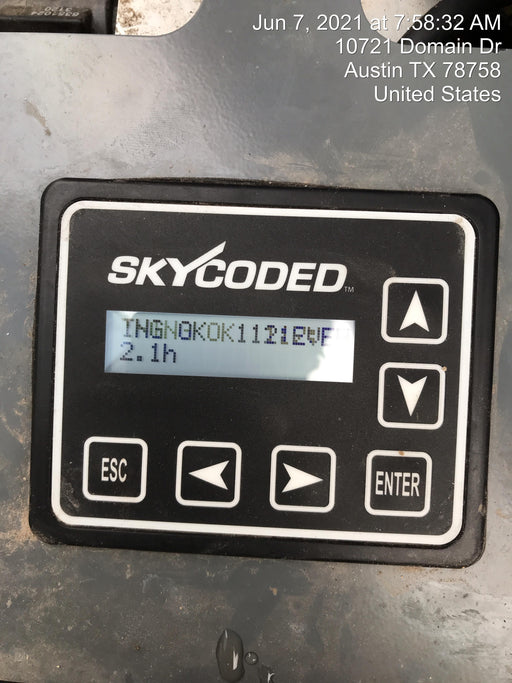 Jun 7, 2021 at 7:58:32 AM
10721 Domain Dr
Austin TX 78758
United States
SKYCODED™
2.1h
ESC
ENTER